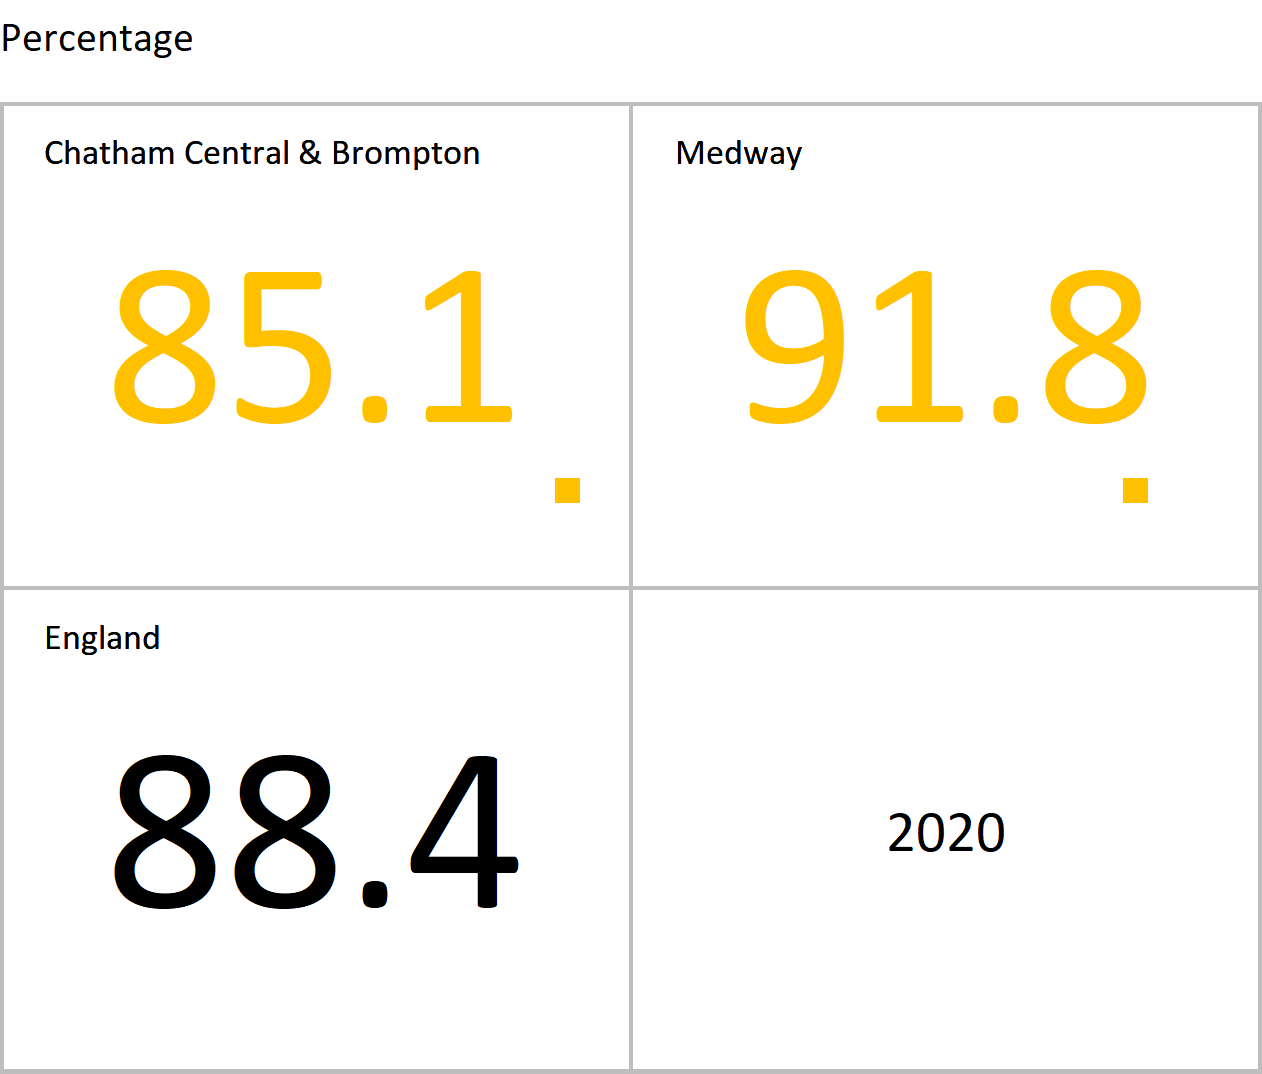 Percentage
Chatham Central & Brompton
85.1
Medway
91.8
England
88.4
2020